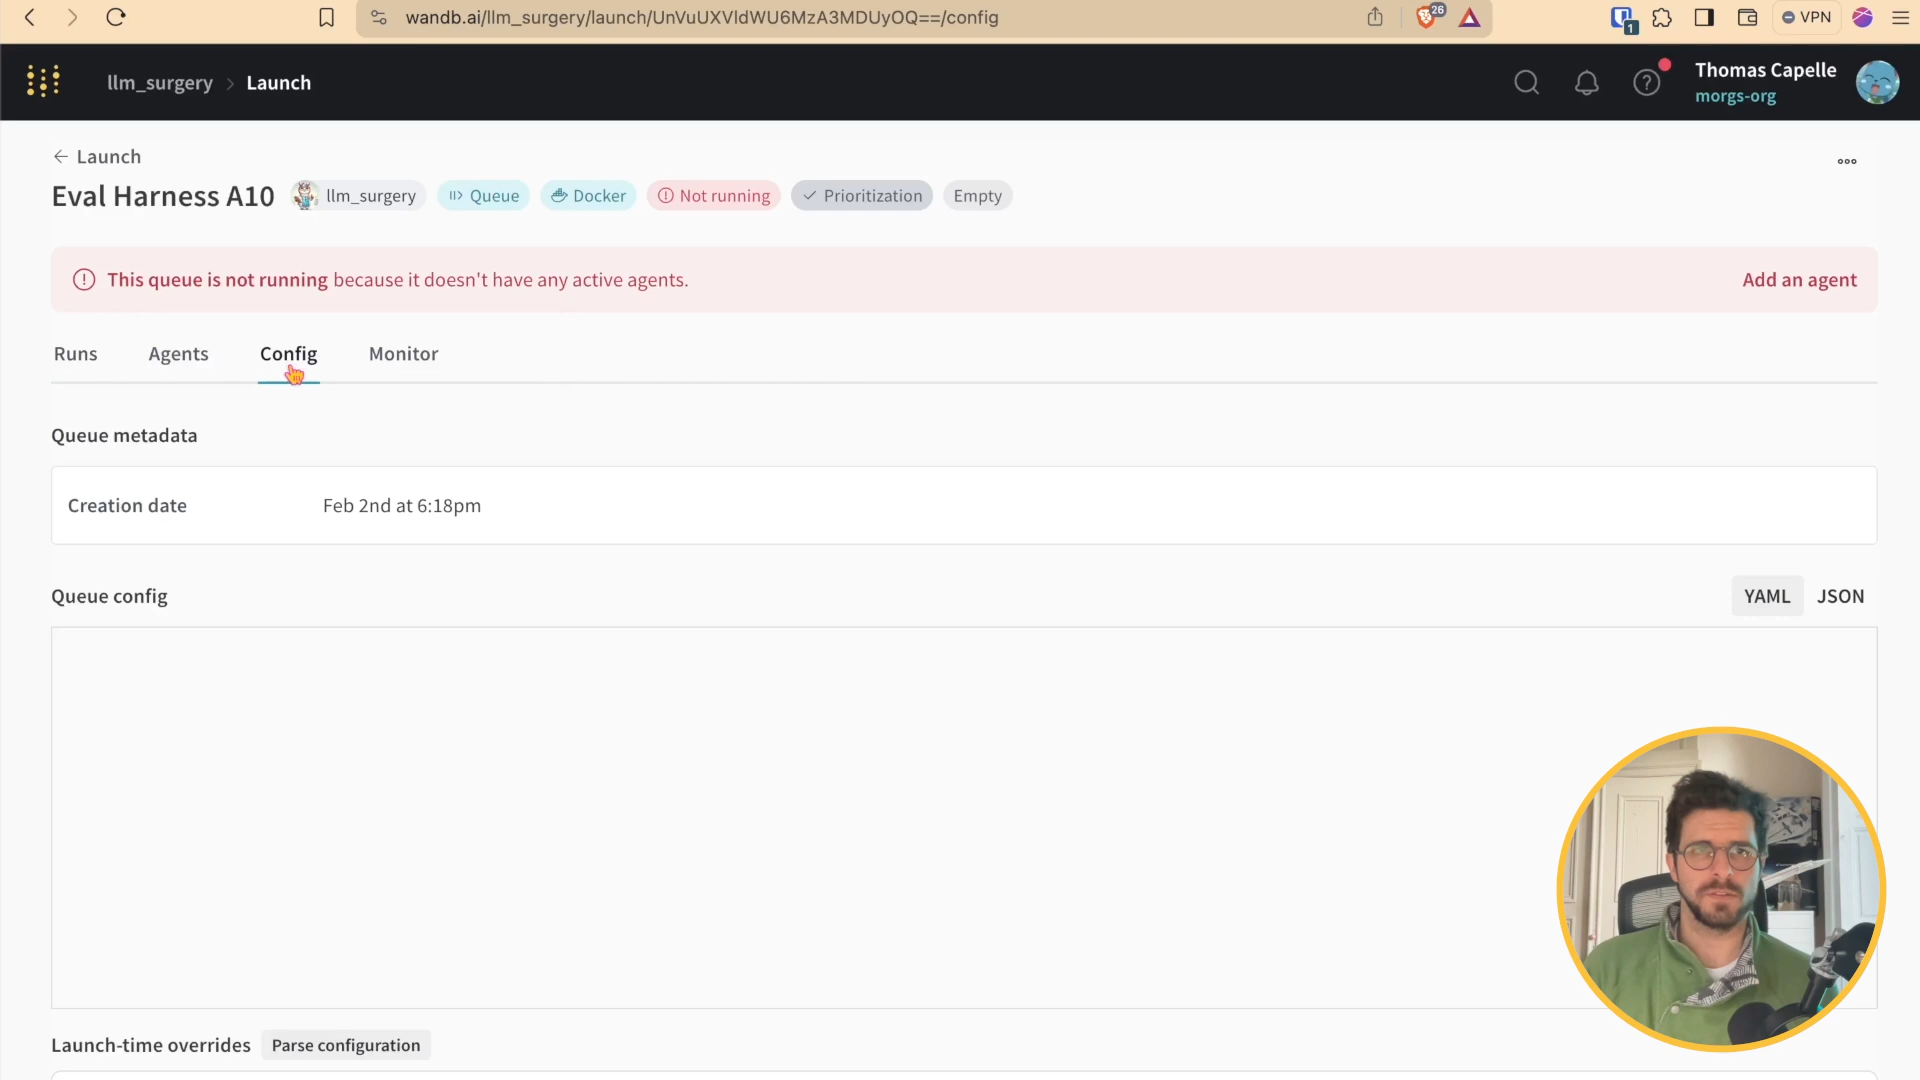 wandb.ai/llm_surgery/launch/UnVuUXVldWU6MzA3MDUyOQ==/config
26
1
VPN
llm_surgery > Launch
Thomas Capelle
morgs-org
← Launch
Eval Harness A10
llm_surgery
Queue
Docker
Not running
Prioritization
Empty
This queue is not running because it doesn't have any active agents.
Add an agent
Runs
Agents
Config
Monitor
Queue metadata
Creation date
Feb 2nd at 6:18pm
Queue config
YAML
JSON
Launch-time overrides
Parse configuration